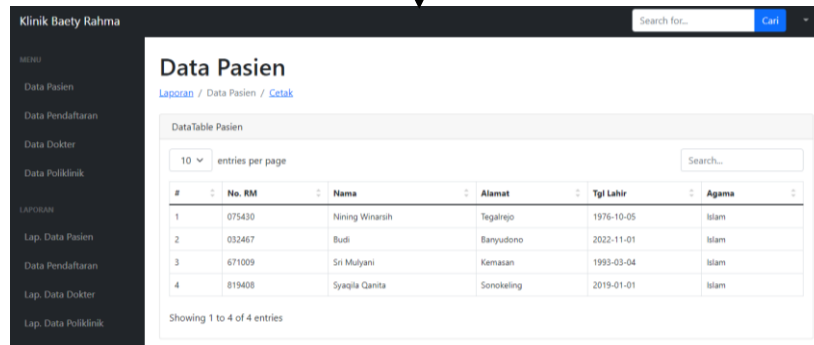 Klinik Baety Rahma
Search for... Cari
MENU
Data Pasien
Data Pendaftaran
Data Dokter
Data Poliklinik
LAPORAN
Lap. Data Pasien
Data Pendaftaran
Lap. Data Dokter
Lap. Data Poliklinik
Data Pasien
Laporan / Data Pasien / Cetak
DataTable Pasien
10 entries per page Search...
# No. RM Nama Alamat Tgl Lahir Agama
1 075430 Nining Winarsih Tegalrejo 1976-10-05 Islam
2 032467 Budi Banyudono 2022-11-01 Islam
3 671009 Sri Mulyani Kemasan 1993-03-04 Islam
4 819408 Syaqila Qanita Sonokeling 2019-01-01 Islam
Showing 1 to 4 of 4 entries